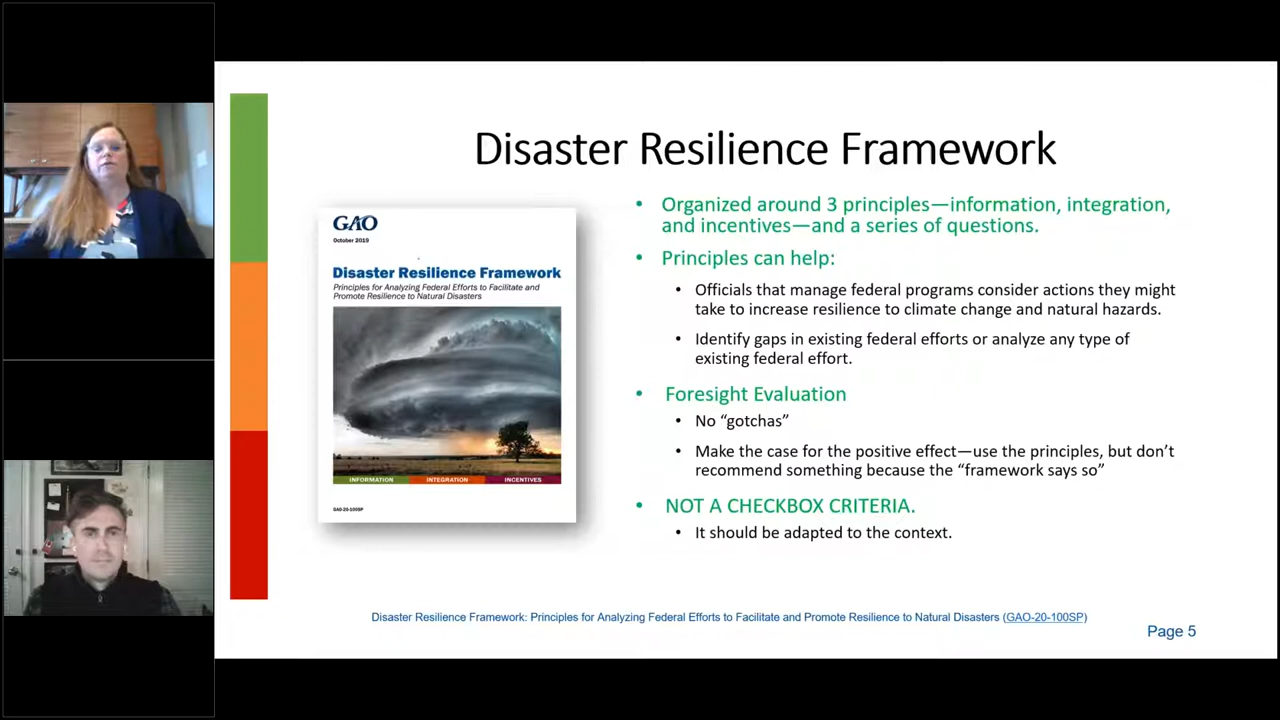 Disaster Resilience Framework
GAO
October 2019
Disaster Resilience Framework
Principles for Analyzing Federal Efforts to Facilitate and
Promote Resilience to Natural Disasters
INFORMATION
INTEGRATION
INCENTIVES
GAO-20-100SP
• Organized around 3 principles—information, integration,
and incentives—and a series of questions.
• Principles can help:
• Officials that manage federal programs consider actions they might
take to increase resilience to climate change and natural hazards.
• Identify gaps in existing federal efforts or analyze any type of
existing federal effort.
• Foresight Evaluation
• No “gotchas”
• Make the case for the positive effect—use the principles, but don’t
recommend something because the “framework says so”
• NOT A CHECKBOX CRITERIA.
• It should be adapted to the context.
Disaster Resilience Framework: Principles for Analyzing Federal Efforts to Facilitate and Promote Resilience to Natural Disasters (GAO-20-100SP)
Page 5